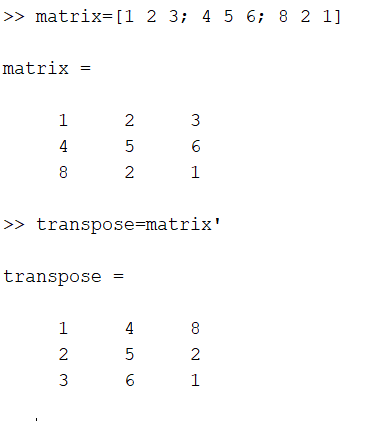 >> matrix=[1 2 3; 4 5 6; 8 2 1]
matrix =
1 2 3
4 5 6
8 2 1
>> transpose=matrix'
transpose =
1 4 8
2 5 2
3 6 1